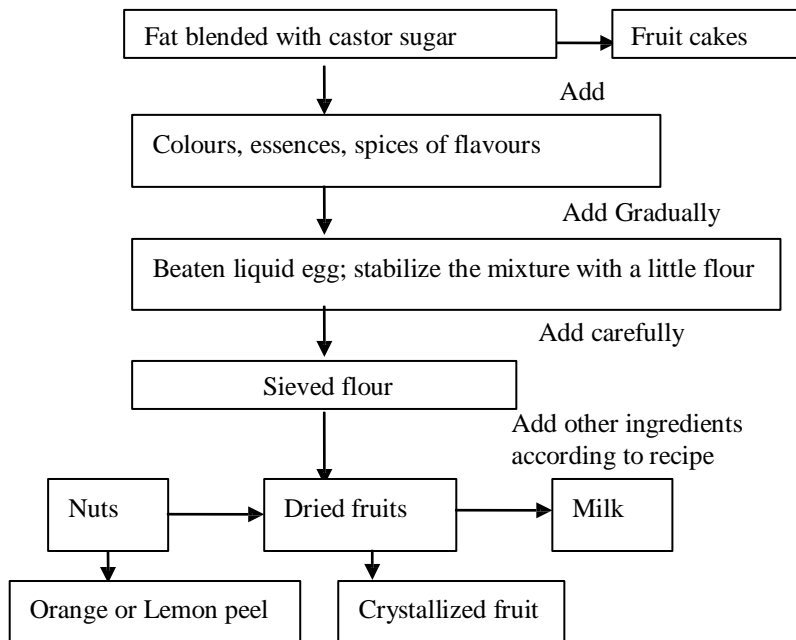 Fat blended with castor sugar
Fruit cakes
Add
Colours, essences, spices of flavours
Add Gradually
Beaten liquid egg; stabilize the mixture with a little flour
Add carefully
Sieved flour
Add other ingredients
according to recipe
Nuts
Dried fruits
Milk
Orange or Lemon peel
Crystallized fruit